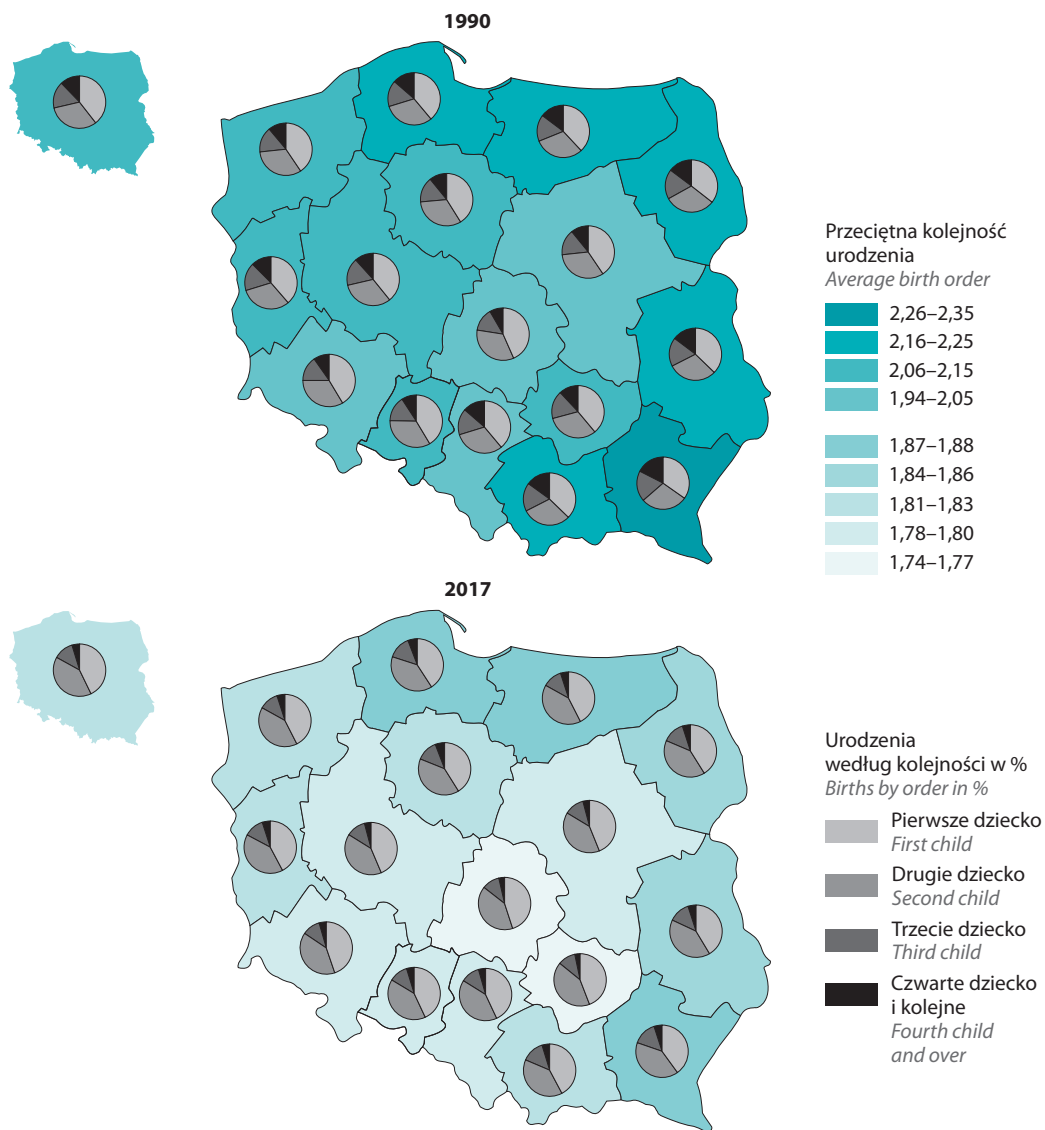 1990
Przeciętna kolejność
urodzenia
Average birth order
2,26–2,35
2,16–2,25
2,06–2,15
1,94–2,05
1,87–1,88
1,84–1,86
1,81–1,83
1,78–1,80
1,74–1,77
2017
Urodzenia
według kolejności w %
Births by order in %
Pierwsze dziecko
First child
Drugie dziecko
Second child
Trzecie dziecko
Third child
Czwarte dziecko
i kolejne
Fourth child
and over